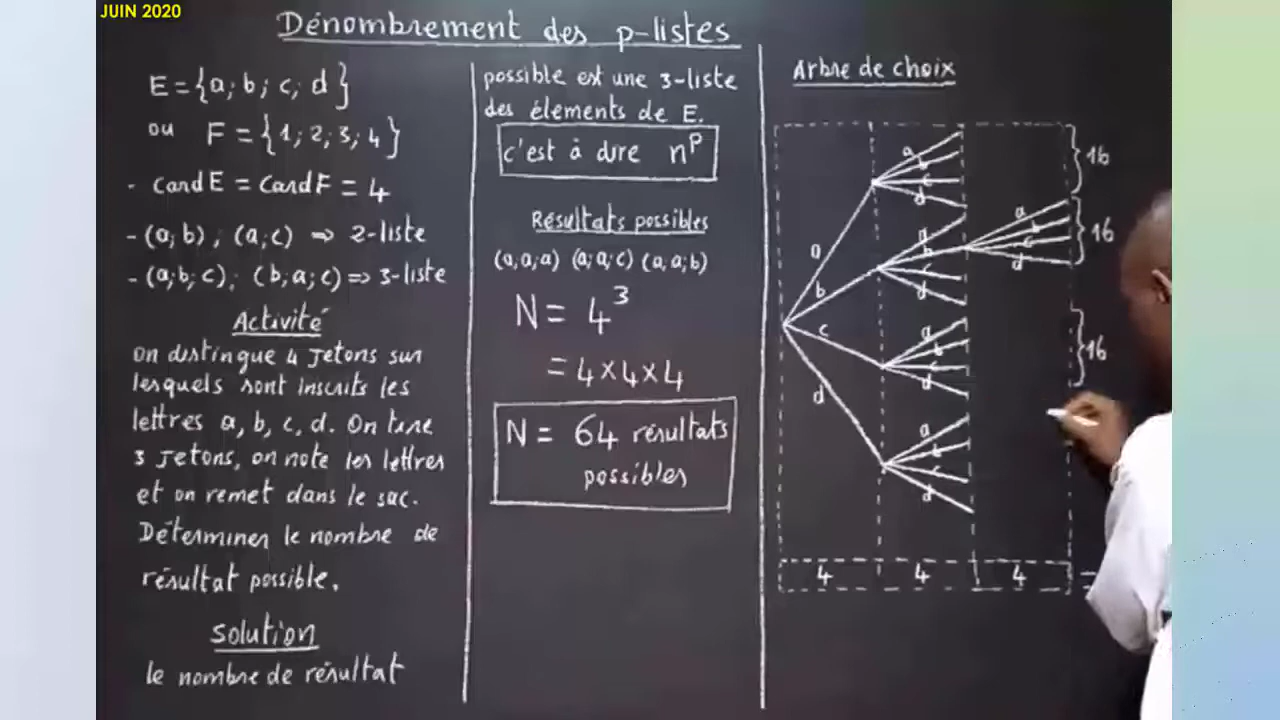 JUIN 2020
Dénombrement des p-listes
E = {a; b; c; d}
ou F = {1; 2; 3; 4}
- Card E = Card F = 4
- (a; b), (a; c) ⇒ 2-liste
- (a; b; c); (b; a; c) ⇒ 3-liste
Activité
On distingue 4 Jetons sur
lesquels sont inscrits les
lettres a, b, c, d. On tire
3 jetons, on note les lettres
et on remet dans le sac.
Déterminer le nombre de
résultat possible.
Solution
le nombre de résultat
possible est une 3-liste
des élements de E.
c'est à dire n^p
Résultats possibles
(a,a,a) (a;a;c) (a;a;b)
N = 4³
= 4×4×4
N = 64 résultats
possibles
Arbre de choix
a
b
c
d
a
b
c
d
a
b
c
d
a
b
c
d
a
b
c
d
a
b
c
d
}16
}16
}16
4 4 4 =